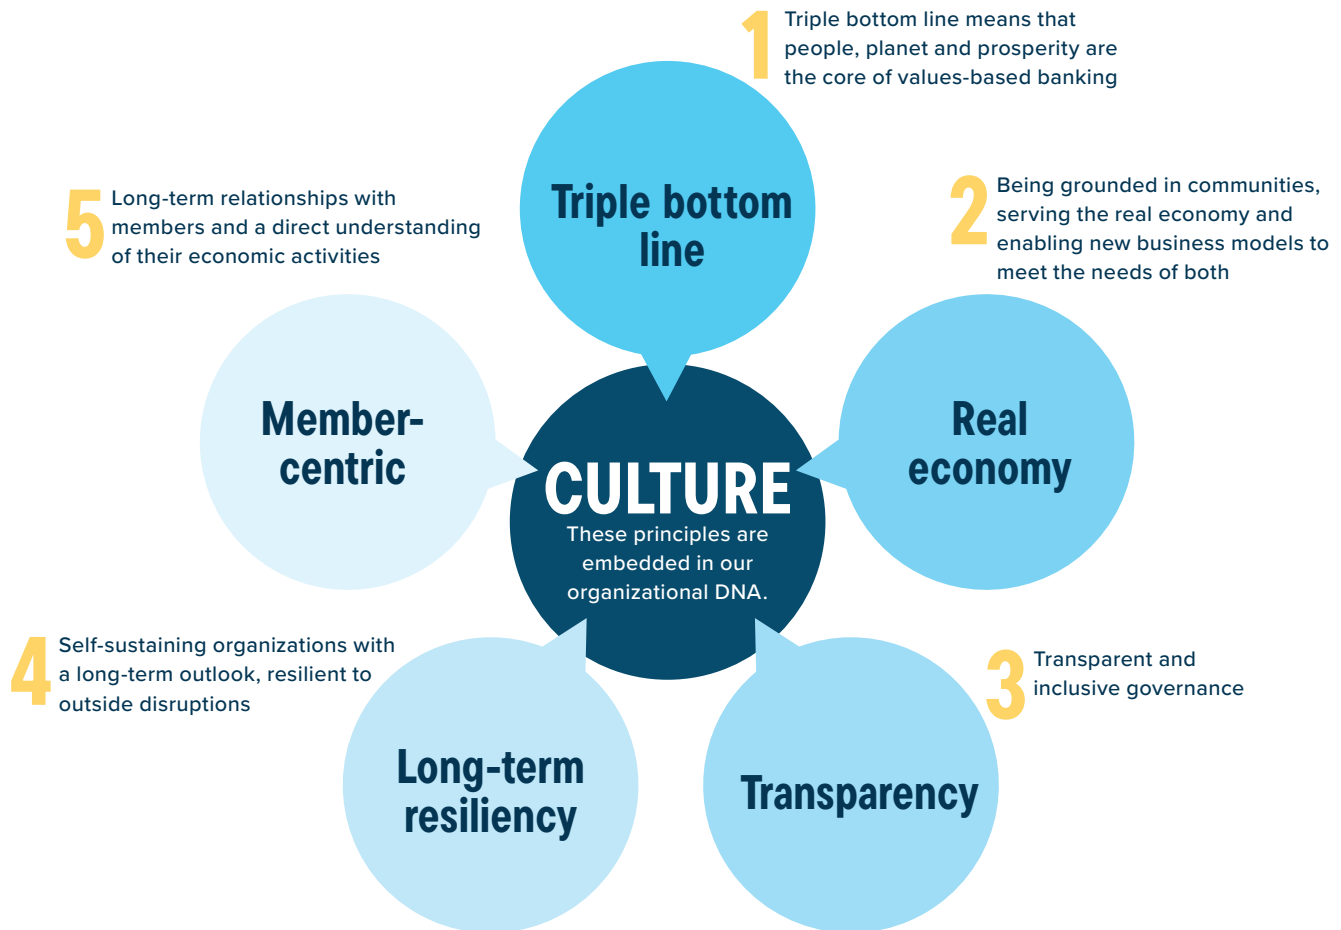 1
Triple bottom line means that
people, planet and prosperity are
the core of values-based banking
Triple bottom
line
2
Being grounded in communities,
serving the real economy and
enabling new business models to
meet the needs of both
Real
economy
3
Transparent and
inclusive governance
Transparency
4
Self-sustaining organizations with
a long-term outlook, resilient to
outside disruptions
Long-term
resiliency
5
Long-term relationships with
members and a direct understanding
of their economic activities
Member-
centric
CULTURE
These principles are
embedded in our
organizational DNA.